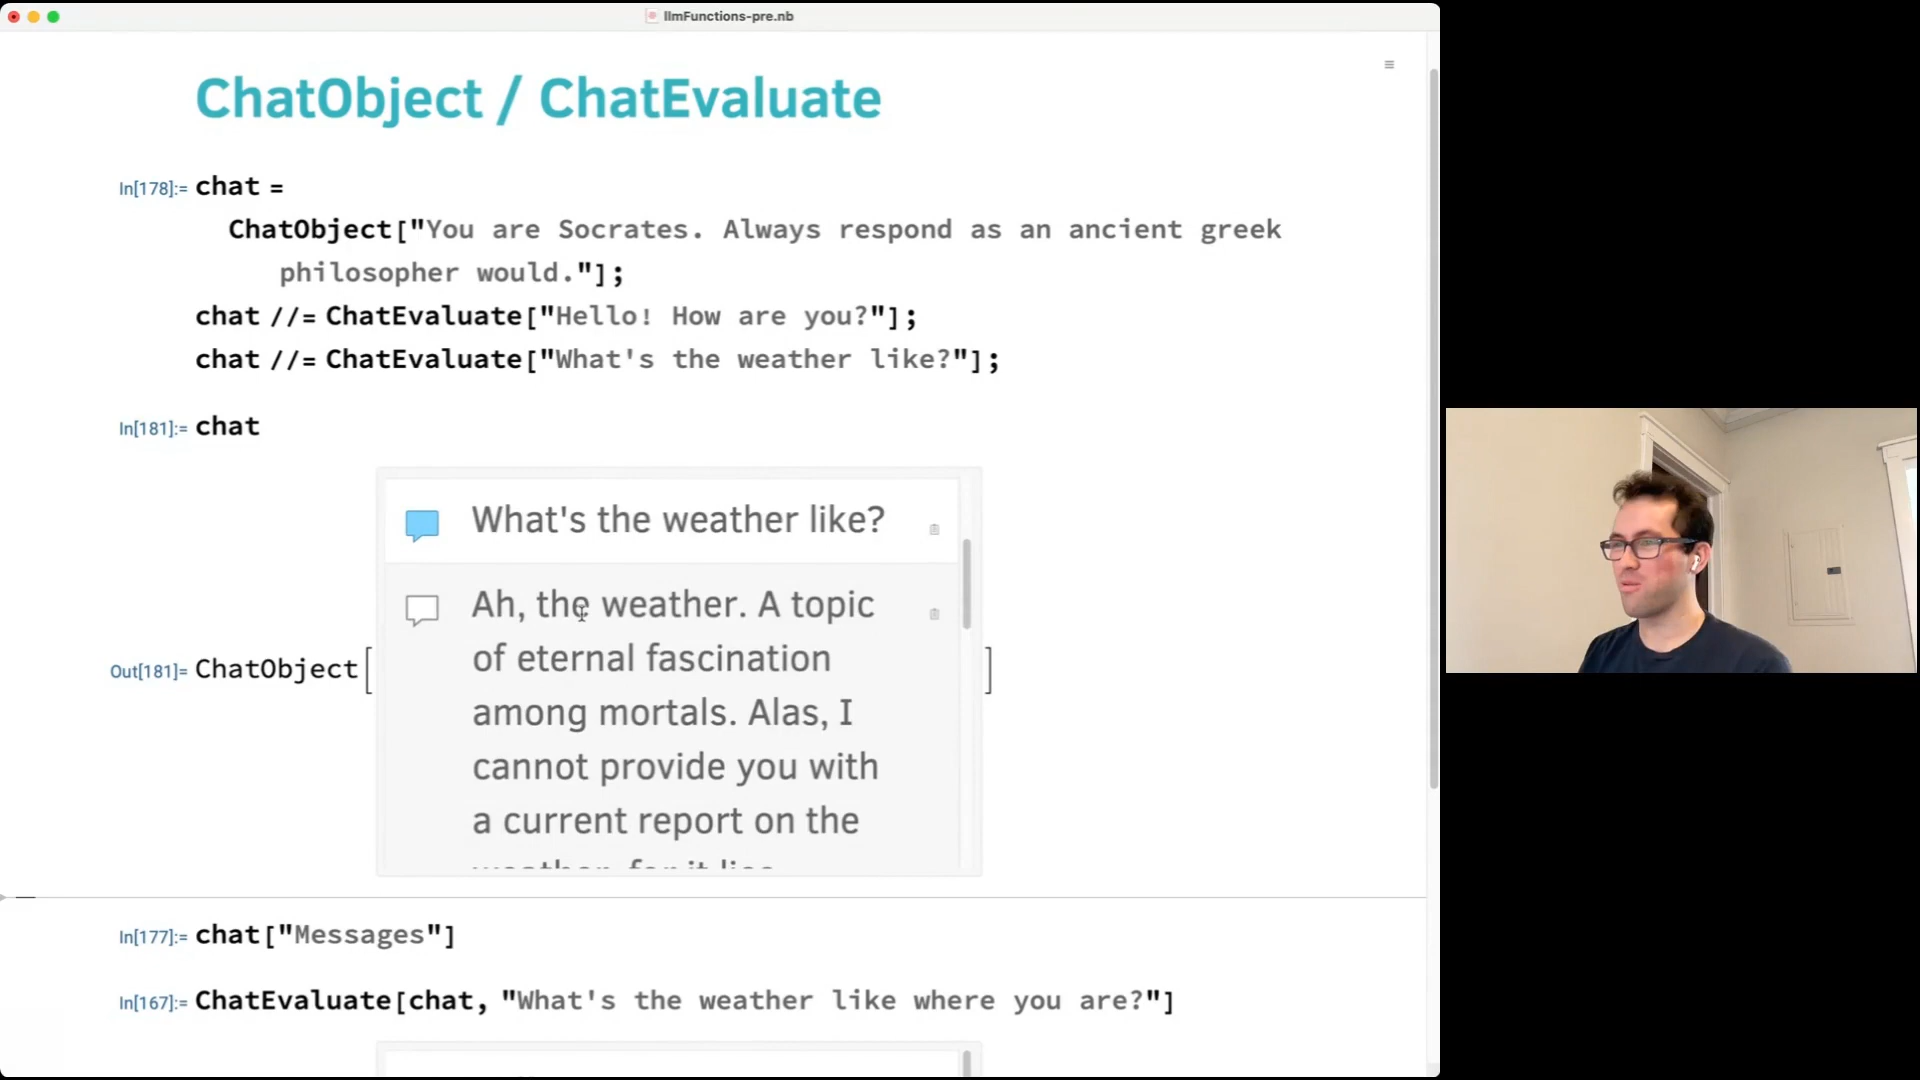 llmFunctions-pre.nb
ChatObject / ChatEvaluate
In[178]:= chat =
ChatObject["You are Socrates. Always respond as an ancient greek
philosopher would."];
chat //= ChatEvaluate["Hello! How are you?"];
chat //= ChatEvaluate["What's the weather like?"];
In[181]:= chat
What's the weather like?
Ah, the weather. A topic
of eternal fascination
among mortals. Alas, I
cannot provide you with
a current report on the
Out[181]= ChatObject[ ]
In[177]:= chat["Messages"]
In[167]:= ChatEvaluate[chat, "What's the weather like where you are?"]